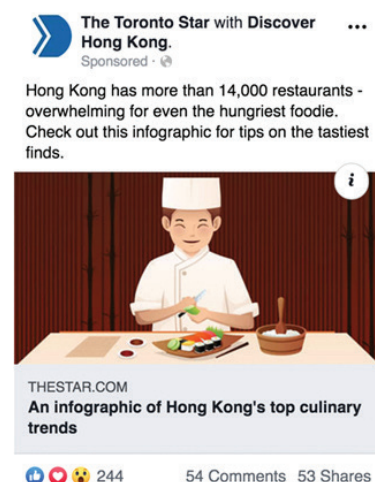 The Toronto Star with Discover
Hong Kong.
Sponsored ·
Hong Kong has more than 14,000 restaurants -
overwhelming for even the hungriest foodie.
Check out this infographic for tips on the tastiest
finds.
i
THESTAR.COM
An infographic of Hong Kong's top culinary
trends
244 54 Comments 53 Shares